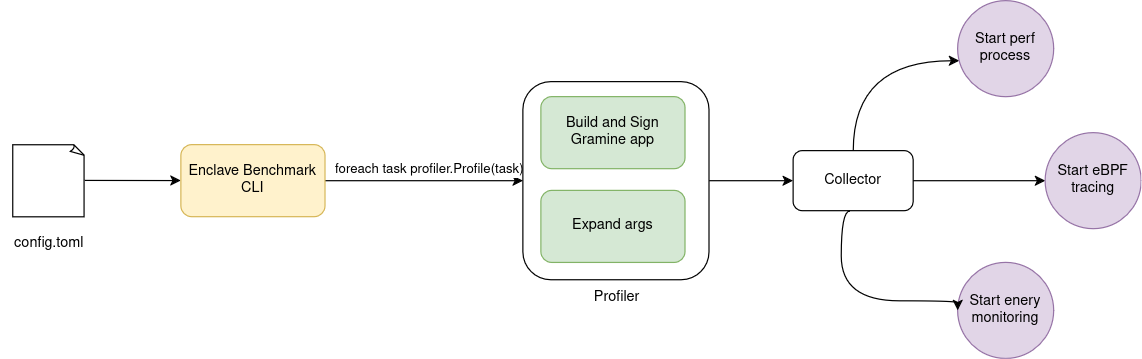 config.toml
Enclave Benchmark
CLI
foreach task profiler.Profile(task)
Build and Sign
Gramine app
Expand args
Profiler
Collector
Start perf
process
Start eBPF
tracing
Start enery
monitoring